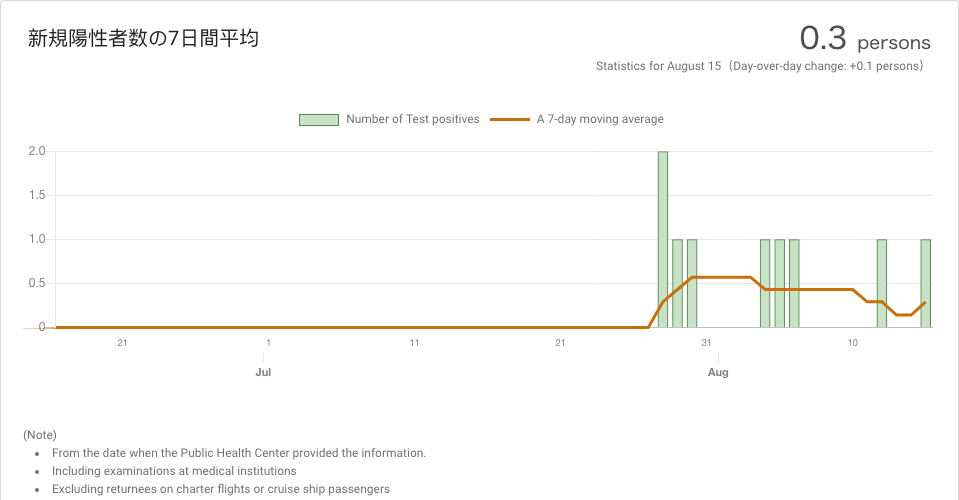 新規陽性者数の7日間平均
0.3 persons
Statistics for August 15（Day-over-day change: +0.1 persons）
Number of Test positives
A 7-day moving average
2.0
1.5
1.0
0.5
0
21 1 11 21 31 10
Jul Aug
(Note)
• From the date when the Public Health Center provided the information.
• Including examinations at medical institutions
• Excluding returnees on charter flights or cruise ship passengers